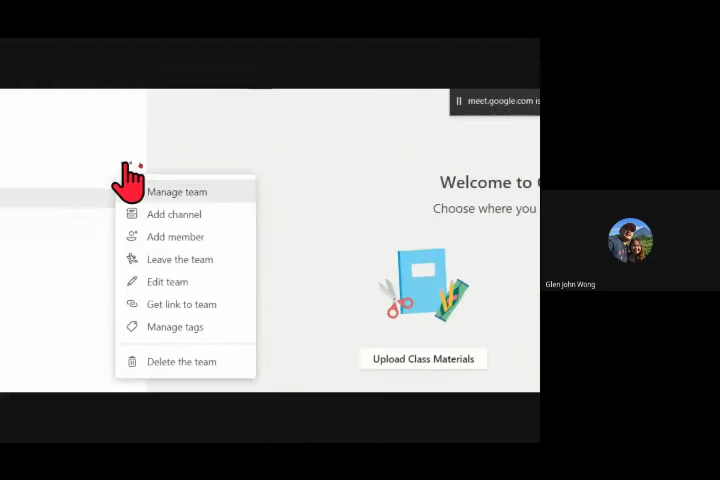 meet.google.com is
Manage team
Add channel
Add member
Leave the team
Edit team
Get link to team
Manage tags
Delete the team
Welcome to
Choose where you
Upload Class Materials
Glen John Wong